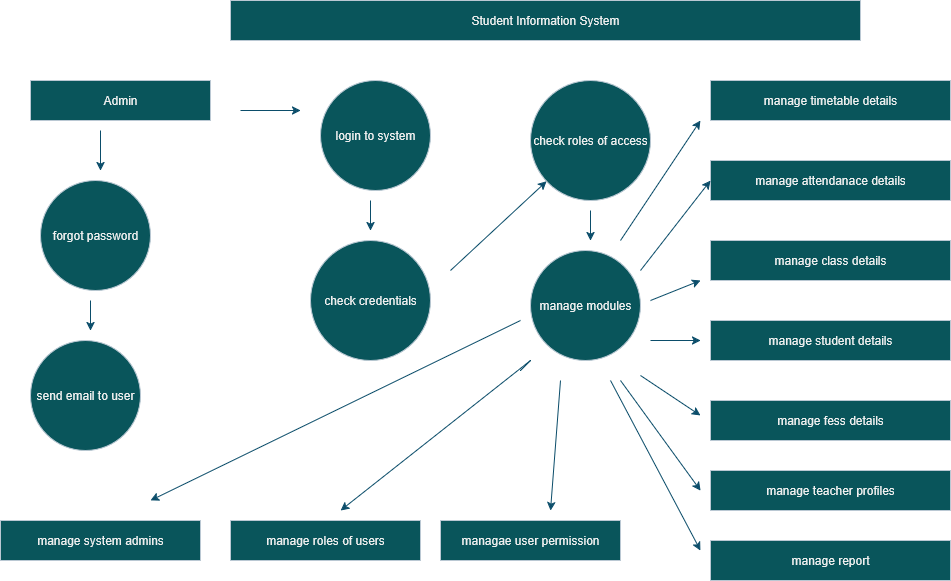 Student Information System
Admin
login to system
check roles of access
manage timetable details
manage attendanace details
forgot password
check credentials
manage modules
manage class details
manage student details
send email to user
manage fess details
manage teacher profiles
manage system admins
manage roles of users
managae user permission
manage report